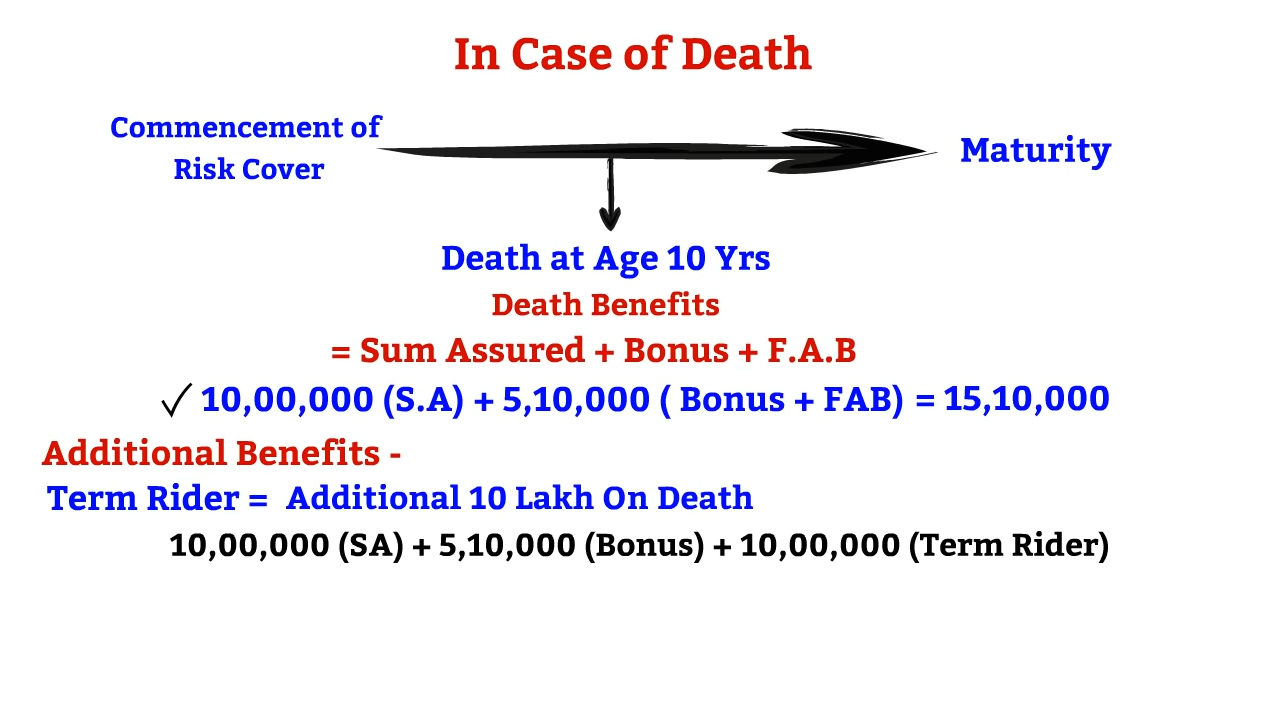 In Case of Death
Commencement of
Risk Cover
Maturity
Death at Age 10 Yrs
Death Benefits
= Sum Assured + Bonus + F.A.B
✓ 10,00,000 (S.A) + 5,10,000 ( Bonus + FAB) = 15,10,000
Additional Benefits -
Term Rider = Additional 10 Lakh On Death
10,00,000 (SA) + 5,10,000 (Bonus) + 10,00,000 (Term Rider)